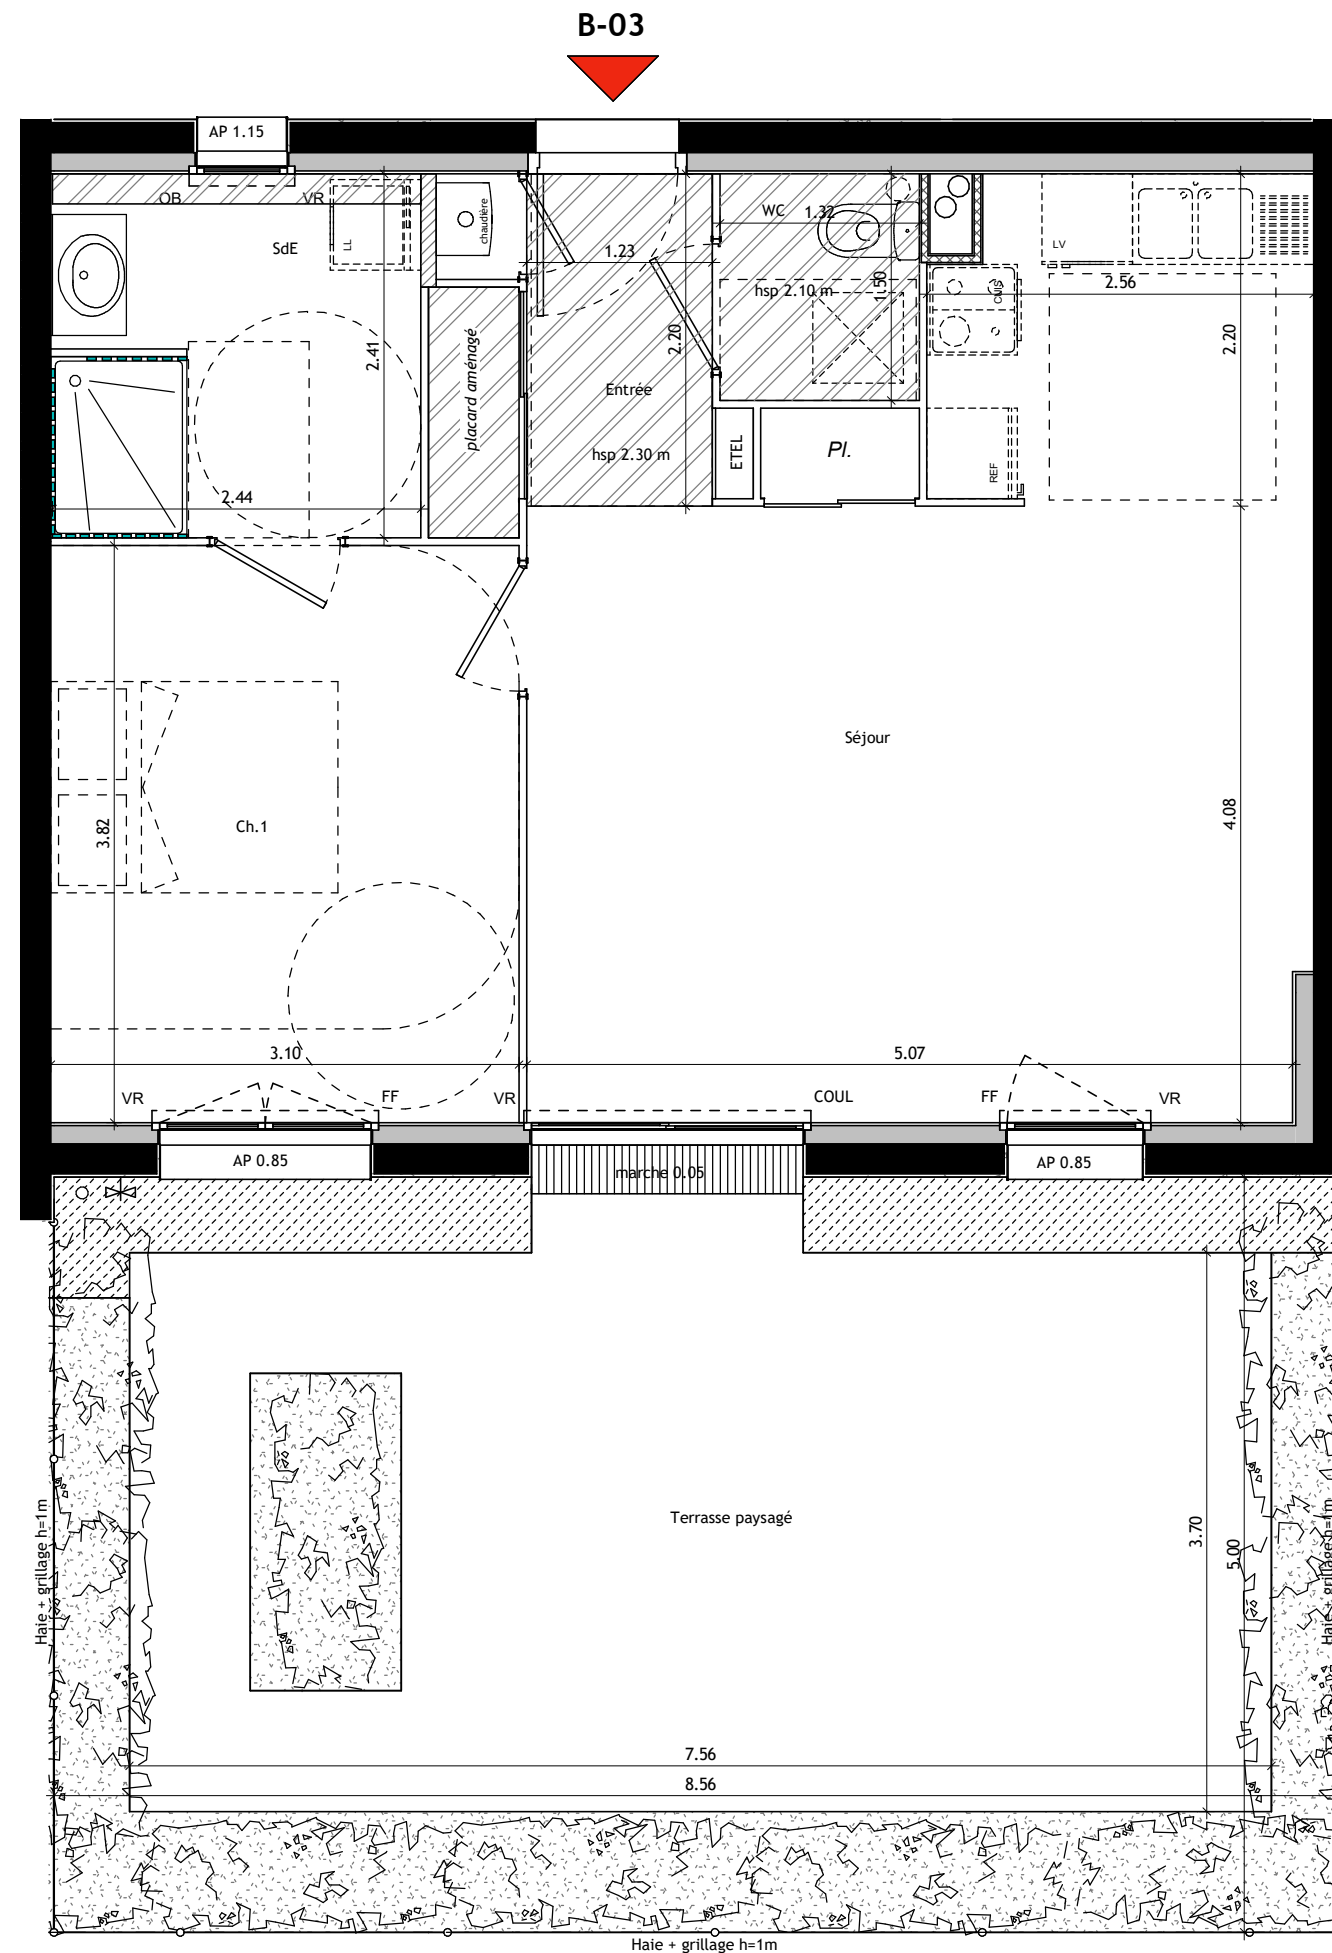 B-03
AP 1.15
OB
VR
LL
SdE
chaudière
1.23
WC
1.32
hsp 2.10 m
1.50
CUIS
LV
2.56
2.20
2.20
2.41
placard aménagé
Entrée
hsp 2.30 m
ETEL
Pl.
REF
2.44
Séjour
3.82
Ch.1
4.08
3.10
5.07
VR
FF
VR
COUL
FF
VR
AP 0.85
marche 0.05
AP 0.85
Haie + grillage h=1m
Terrasse paysagé
3.70
5.00
Haie + grillage h=1m
7.56
8.56
Haie + grillage h=1m